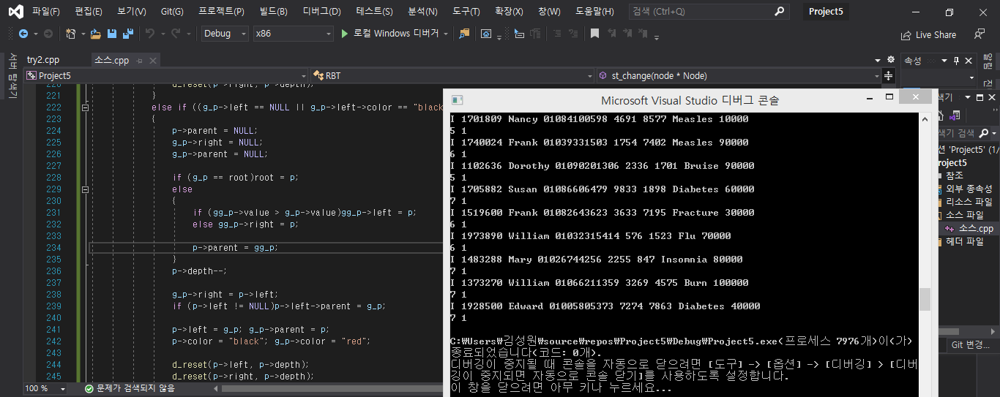 파일(F) 편집(E) 보기(V) Git(G) 프로젝트(P) 빌드(B) 디버그(D) 테스트(S) 분석(N) 도구(T) 확장(X) 창(W) 도움말(H) 검색 (Ctrl+Q) Project5
Debug x86 로컬 Windows 디버거 Live Share
서버 탐색기
try2.cpp 소스.cpp 속성
Project5 RBT st_change(node * Node)
220 d_reset(p->right, p->depth);
221 }
222 else if ((g_p->left == NULL || g_p->left->color == "black
223 {
224 p->parent = NULL;
225 g_p->right = NULL;
226 g_p->parent = NULL;
227
228 if (g_p == root)root = p;
229 else
230 {
231 if (gg_p->value > g_p->value)gg_p->left = p;
232 else gg_p->right = p;
233
234 p->parent = gg_p;
235 }
236 p->depth--;
237
238 g_p->right = p->left;
239 if (p->left != NULL)p->left->parent = g_p;
240
241 p->left = g_p; g_p->parent = p;
242 p->color = "black"; g_p->color = "red";
243
244 d_reset(p->left, p->depth);
245 d_reset(p->right, p->depth);
100 % 문제가 검색되지 않음
Microsoft Visual Studio 디버그 콘솔
I 1701809 Nancy 01084100598 4691 8577 Measles 10000
5 1
I 1740024 Frank 01039331503 1754 7402 Measles 90000
6 1
I 1102636 Dorothy 01090201306 2336 1701 Bruise 90000
5 1
I 1705882 Susan 01086606479 9833 1898 Diabetes 60000
7 1
I 1519600 Frank 01082643623 3633 7195 Fracture 30000
6 1
I 1973890 William 01032315414 576 1523 Flu 70000
6 1
I 1483288 Mary 01026744256 2255 847 Insomnia 80000
7 1
I 1373270 William 01066211359 3269 4575 Burn 100000
7 1
I 1928500 Edward 01005805373 7274 7863 Diabetes 40000
7 1
C:₩Users₩김성원₩source₩repos₩Project5₩Debug₩Project5.exe(프로세스 7976개)이(가)
종료되었습니다(코드: 0개).
디버깅이 중지될 때 콘솔을 자동으로 닫으려면 [도구] -> [옵션] -> [디버깅] > [디버
깅이 중지되면 자동으로 콘솔 닫기]를 사용하도록 설정합니다.
이 창을 닫으려면 아무 키나 누르세요...
색기
색기 검색
션 'Project5' (1/
roject5
참조
외부 종속성
리소스 파일
소스 파일
소스.cpp
헤더 파일
Git 변경...